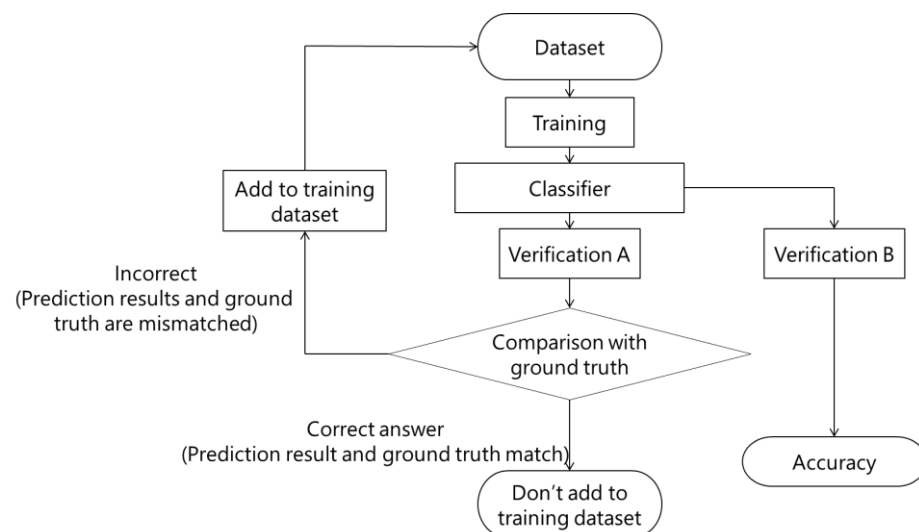 Dataset
Training
Add to training
dataset
Classifier
Verification A
Verification B
Incorrect
(Prediction results and ground
truth are mismatched)
Comparison with
ground truth
Correct answer
(Prediction result and ground truth match)
Accuracy
Don't add to
training dataset